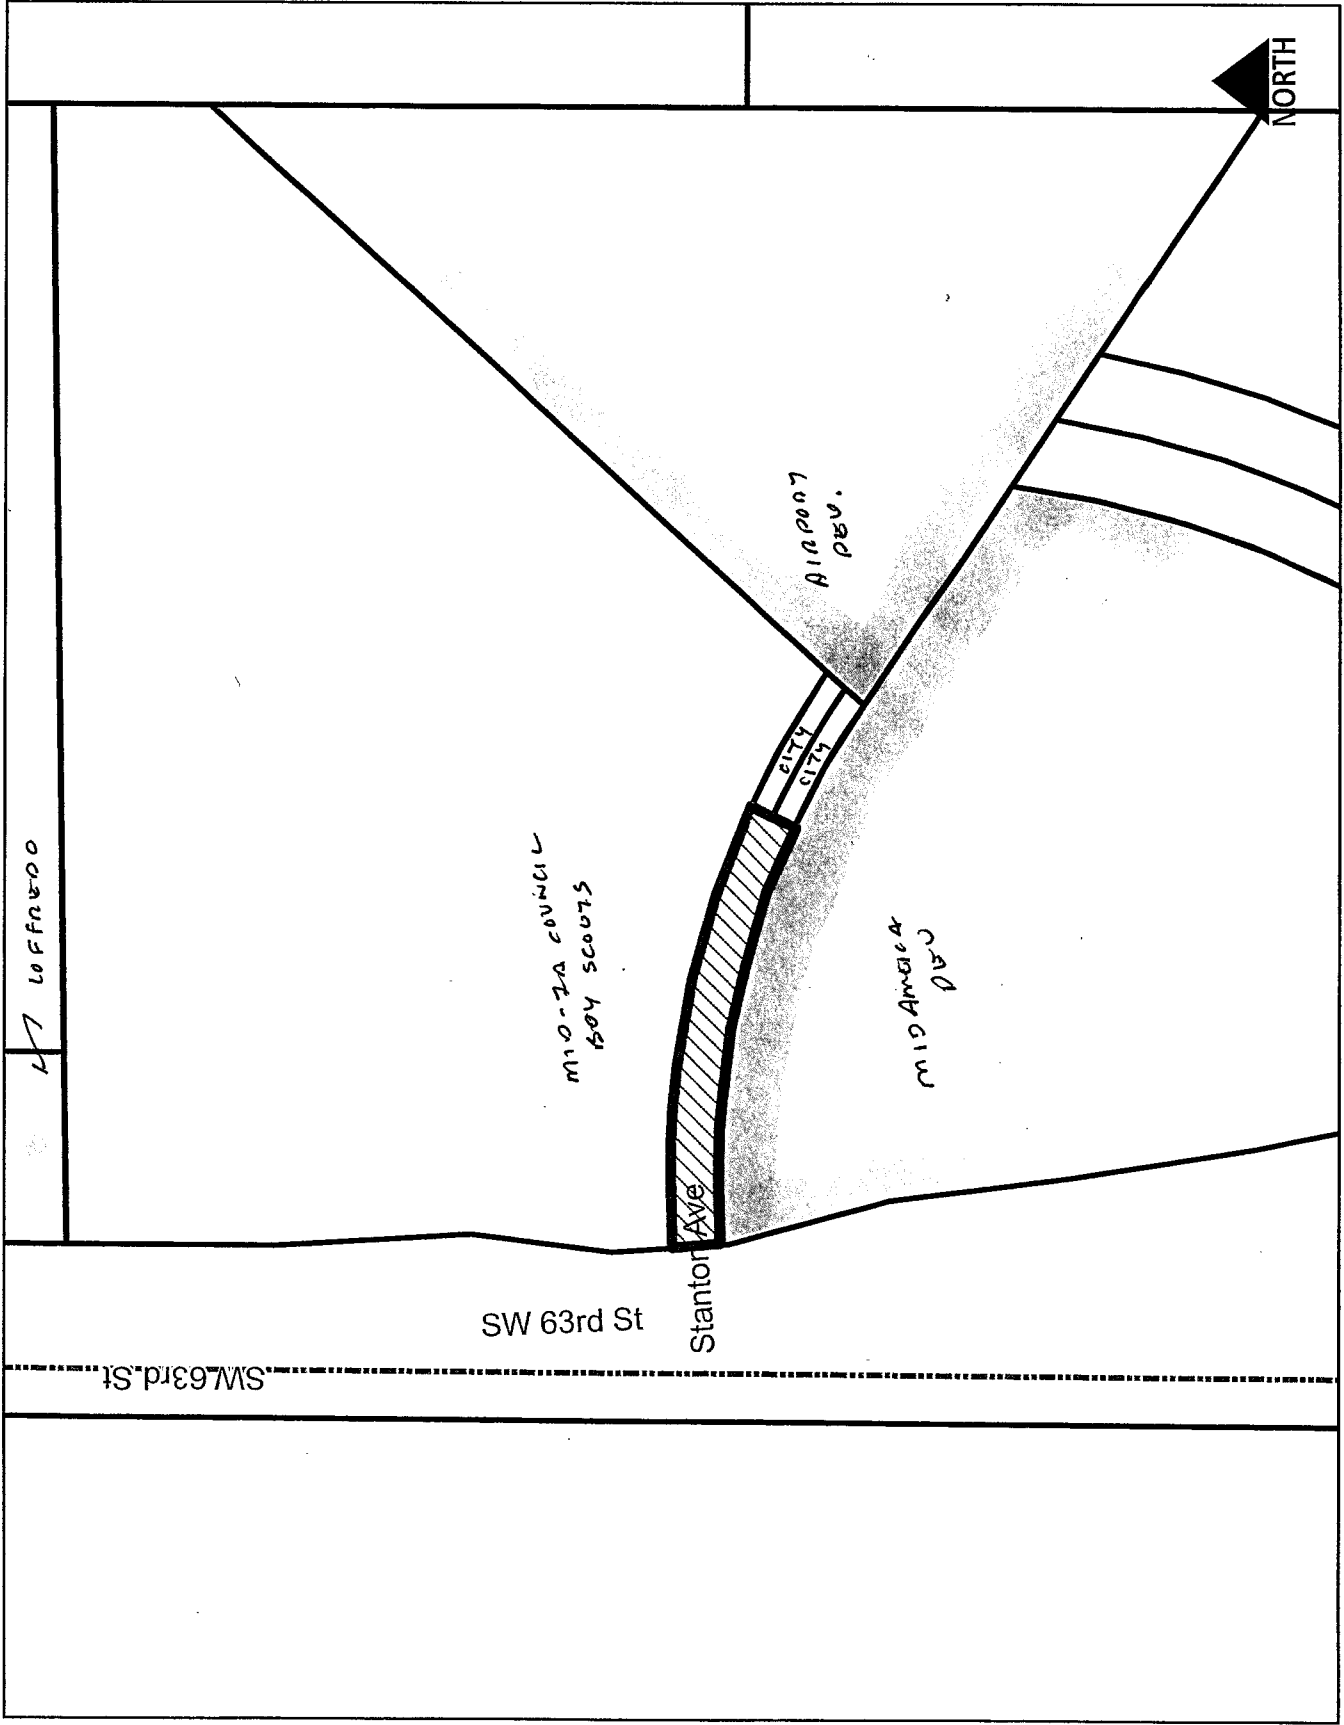 NORTH
LOFFREDO
AIRPORT
DEV.
CITY
CITY
MID-IA COUNCIL
BOY SCOUTS
MIDAMERICA
DEV
Stanton Ave
SW 63rd St
SW 63rd St